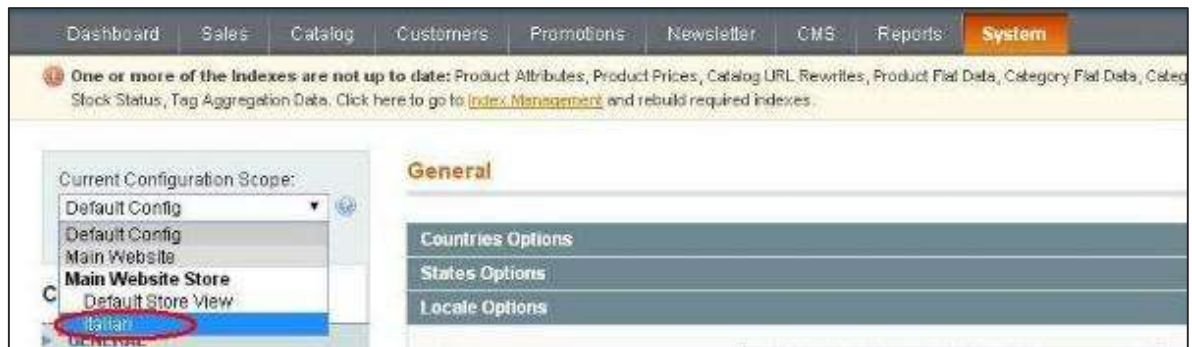 Dashboard Sales Catalog Customers Promotions Newsletter CMS Reports System
One or more of the Indexes are not up to date: Product Attributes, Product Prices, Catalog URL Rewrites, Product Flat Data, Category Flat Data, Categ
Stock Status, Tag Aggregation Data. Click here to go to Index Management and rebuild required indexes.
Current Configuration Scope:
Default Config
Default Config
Main Website
Main Website Store
Default Store View
Italian
C
GENERAL
General
Countries Options
States Options
Locale Options